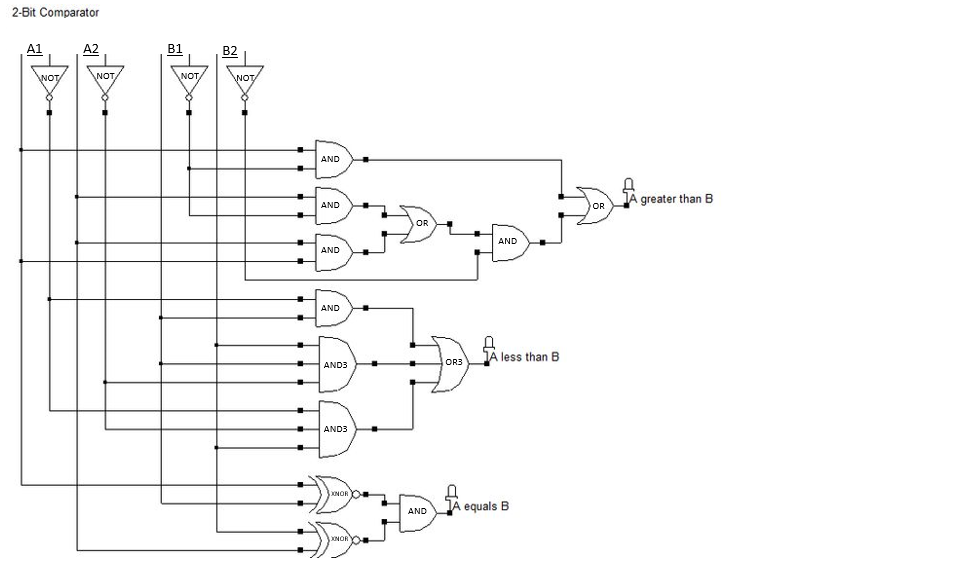 2-Bit Comparator
A1 A2 B1 B2
NOT NOT NOT NOT
AND
AND
OR
OR
A greater than B
AND
AND
AND
AND3
OR3
A less than B
AND3
XNOR
AND
A equals B
XNOR